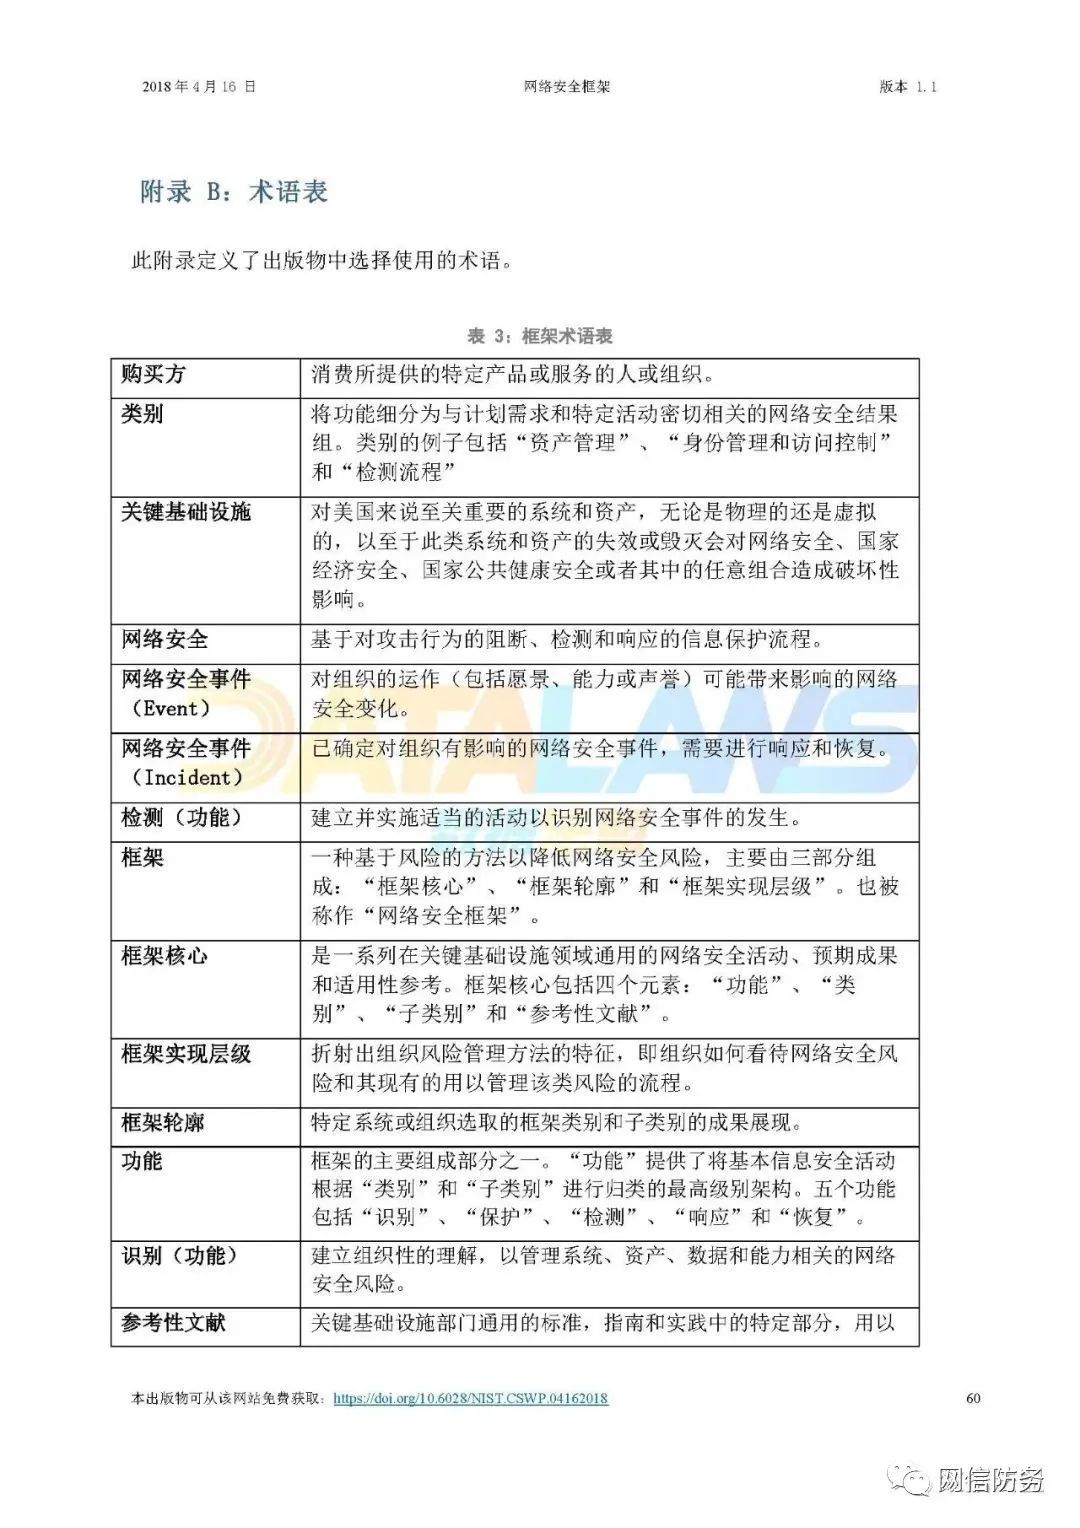 2018年4月16 日
网络安全框架
版本 1.1
附录 B：术语表
此附录定义了出版物中选择使用的术语。
表 3：框架术语表
购买方
消费所提供的特定产品或服务的人或组织。
类别
将功能细分为与计划需求和特定活动密切相关的网络安全结果
组。类别的例子包括“资产管理”、“身份管理和访问控制”
和“检测流程”
关键基础设施
对美国来说至关重要的系统和资产，无论是物理的还是虚拟
的，以至于此类系统和资产的失效或毁灭会对网络安全、国家
经济安全、国家公共健康安全或者其中的任意组合造成破坏性
影响。
网络安全
基于对攻击行为的阻断、检测和响应的信息保护流程。
网络安全事件
（Event）
对组织的运作（包括愿景、能力或声誉）可能带来影响的网络
安全变化。
网络安全事件
（Incident）
已确定对组织有影响的网络安全事件，需要进行响应和恢复。
DATALAWS
检测（功能）
建立并实施适当的活动以识别网络安全事件的发生。
框架
一种基于风险的方法以降低网络安全风险，主要由三部分组
成：“框架核心”、“框架轮廓”和“框架实现层级”。也被
称作“网络安全框架”。
框架核心
是一系列在关键基础设施领域通用的网络安全活动、预期成果
和适用性参考。框架核心包括四个元素：“功能”、“类
别”、“子类别”和“参考性文献”。
框架实现层级
折射出组织风险管理方法的特征，即组织如何看待网络安全风
险和其现有的用以管理该类风险的流程。
框架轮廓
特定系统或组织选取的框架类别和子类别的成果展现。
功能
框架的主要组成部分之一。“功能”提供了将基本信息安全活动
根据“类别”和“子类别”进行归类的最高级别架构。五个功能
包括“识别”、“保护”、“检测”、“响应”和“恢复”。
识别（功能）
建立组织性的理解，以管理系统、资产、数据和能力相关的网络
安全风险。
参考性文献
关键基础设施部门通用的标准，指南和实践中的特定部分，用以
本出版物可从该网站免费获取：https://doi.org/10.6028/NIST.CSWP.04162018
60
网信防务